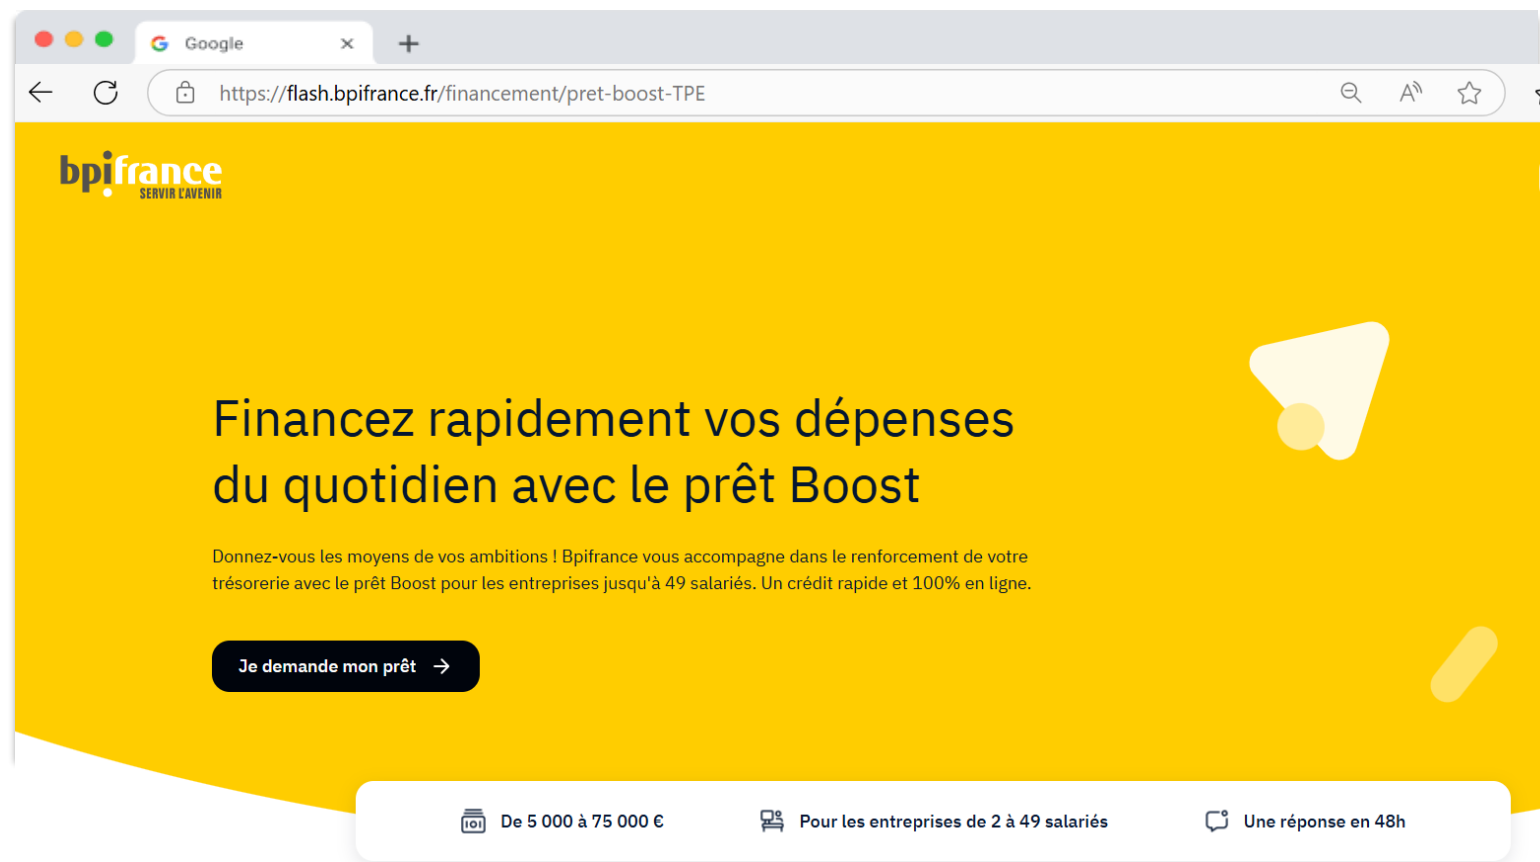 Google
https://flash.bpifrance.fr/financement/pret-boost-TPE
bpifrance
SERVIR L'AVENIR
Financez rapidement vos dépenses
du quotidien avec le prêt Boost
Donnez-vous les moyens de vos ambitions ! Bpifrance vous accompagne dans le renforcement de votre
trésorerie avec le prêt Boost pour les entreprises jusqu'à 49 salariés. Un crédit rapide et 100% en ligne.
Je demande mon prêt →
De 5 000 à 75 000 €
Pour les entreprises de 2 à 49 salariés
Une réponse en 48h